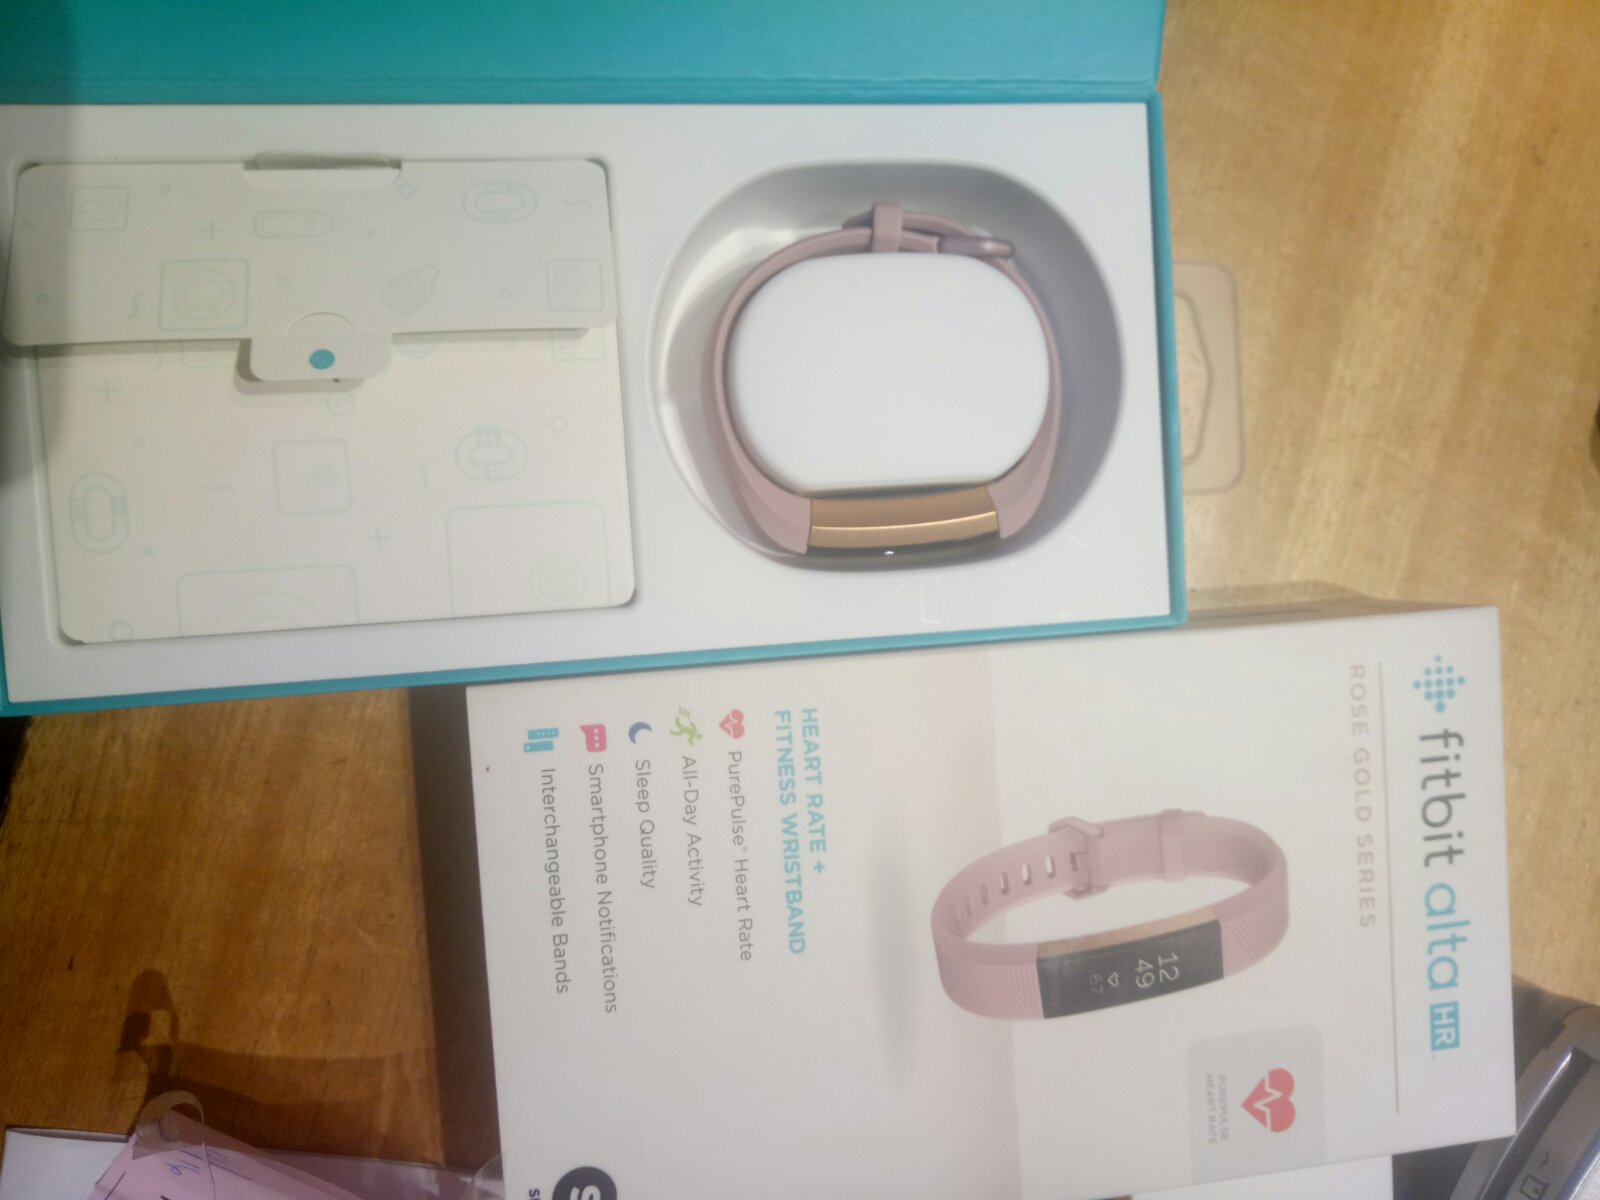 fitbit alta HR
ROSE GOLD SERIES
12
49
67
PUREPULSE
HEART RATE
HEART RATE +
FITNESS WRISTBAND
PurePulse® Heart Rate
All-Day Activity
Sleep Quality
Smartphone Notifications
Interchangeable Bands
S